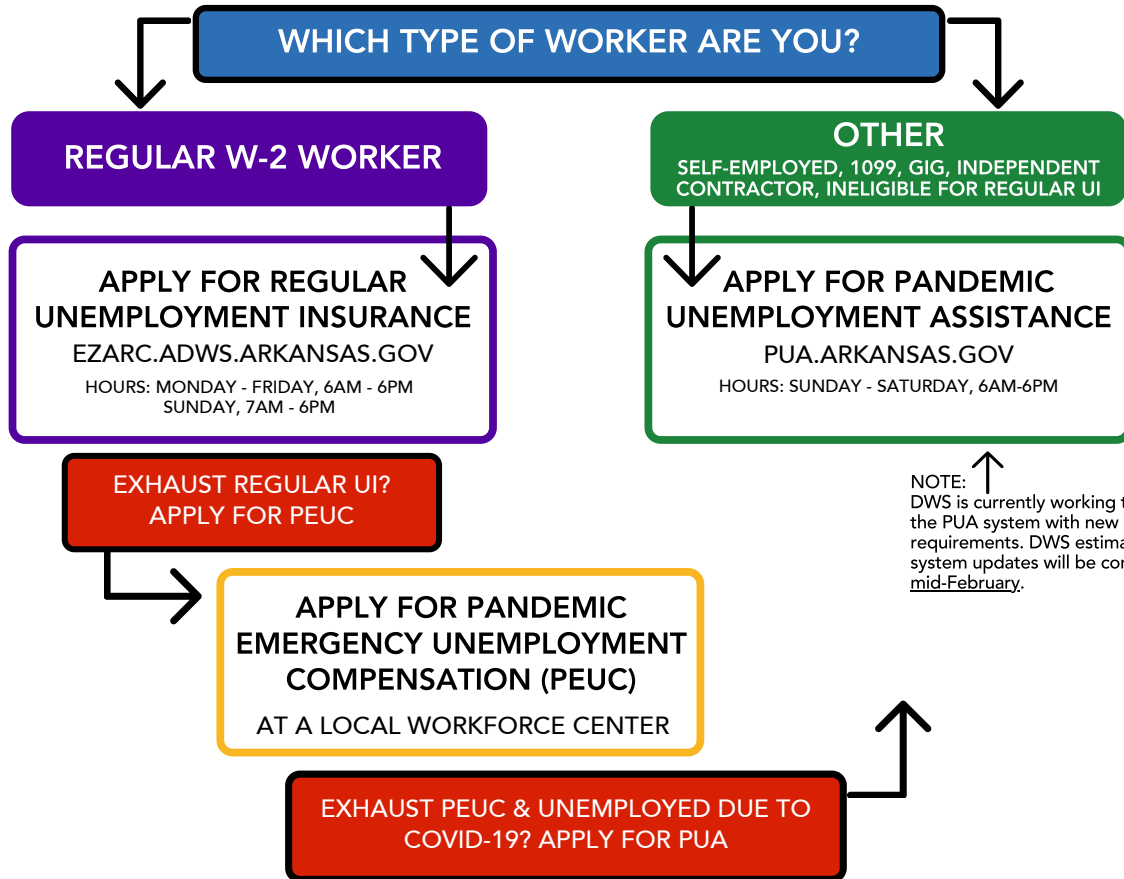 WHICH TYPE OF WORKER ARE YOU?
REGULAR W-2 WORKER
OTHER
SELF-EMPLOYED, 1099, GIG, INDEPENDENT
CONTRACTOR, INELIGIBLE FOR REGULAR UI
APPLY FOR REGULAR
UNEMPLOYMENT INSURANCE
EZARC.ADWS.ARKANSAS.GOV
HOURS: MONDAY - FRIDAY, 6AM - 6PM
SUNDAY, 7AM - 6PM
APPLY FOR PANDEMIC
UNEMPLOYMENT ASSISTANCE
PUA.ARKANSAS.GOV
HOURS: SUNDAY - SATURDAY, 6AM-6PM
EXHAUST REGULAR UI?
APPLY FOR PEUC
NOTE:
DWS is currently working
the PUA system with new
requirements. DWS
system updates will be
mid-February.
APPLY FOR PANDEMIC
EMERGENCY UNEMPLOYMENT
COMPENSATION (PEUC)
AT A LOCAL WORKFORCE CENTER
EXHAUST PEUC & UNEMPLOYED DUE TO
COVID-19? APPLY FOR PUA